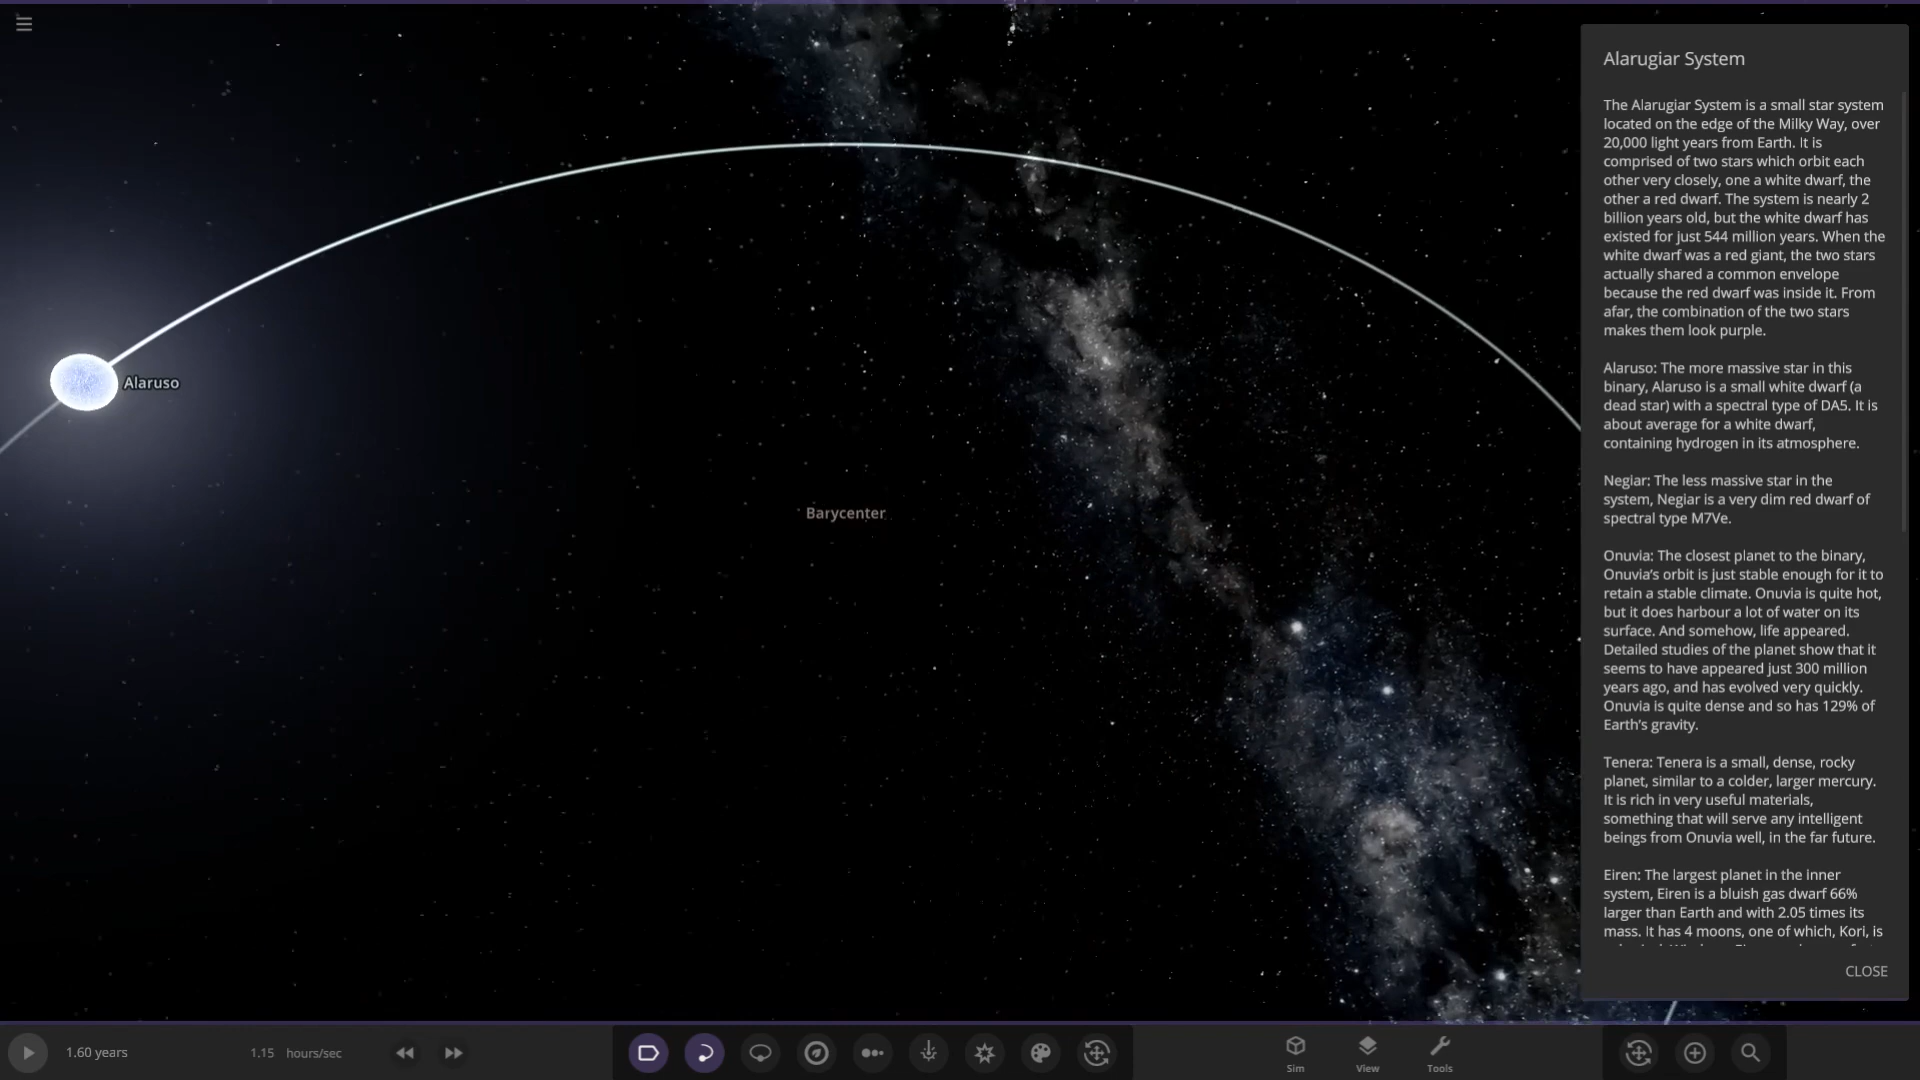 Alarugiar System
The Alarugiar System is a small star system
located on the edge of the Milky Way, over
20,000 light years from Earth. It is
comprised of two stars which orbit each
other very closely, one a white dwarf, the
other a red dwarf. The system is nearly 2
billion years old, but the white dwarf has
existed for just 544 million years. When the
white dwarf was a red giant, the two stars
actually shared a common envelope
because the red dwarf was inside it. From
afar, the combination of the two stars
makes them look purple.
Alaruso: The more massive star in this
binary, Alaruso is a small white dwarf (a
dead star) with a spectral type of DA5. It is
about average for a white dwarf,
containing hydrogen in its atmosphere.
Negiar: The less massive star in the
system, Negiar is a very dim red dwarf of
spectral type M7Ve.
Onuvia: The closest planet to the binary,
Onuvia's orbit is just stable enough for it to
retain a stable climate. Onuvia is quite hot,
but it does harbour a lot of water on its
surface. And somehow, life appeared.
Detailed studies of the planet show that it
seems to have appeared just 300 million
years ago, and has evolved very quickly.
Onuvia is quite dense and so has 129% of
Earth's gravity.
Tenera: Tenera is a small, dense, rocky
planet, similar to a colder, larger mercury.
It is rich in very useful materials,
something that will serve any intelligent
beings from Onuvia well, in the far future.
Eiren: The largest planet in the inner
system, Eiren is a bluish gas dwarf 66%
larger than Earth and with 2.05 times its
mass. It has 4 moons, one of which, Kori, is
CLOSE
Alaruso
Barycenter
1.60 years
1.15 hours/sec
Sim
View
Tools